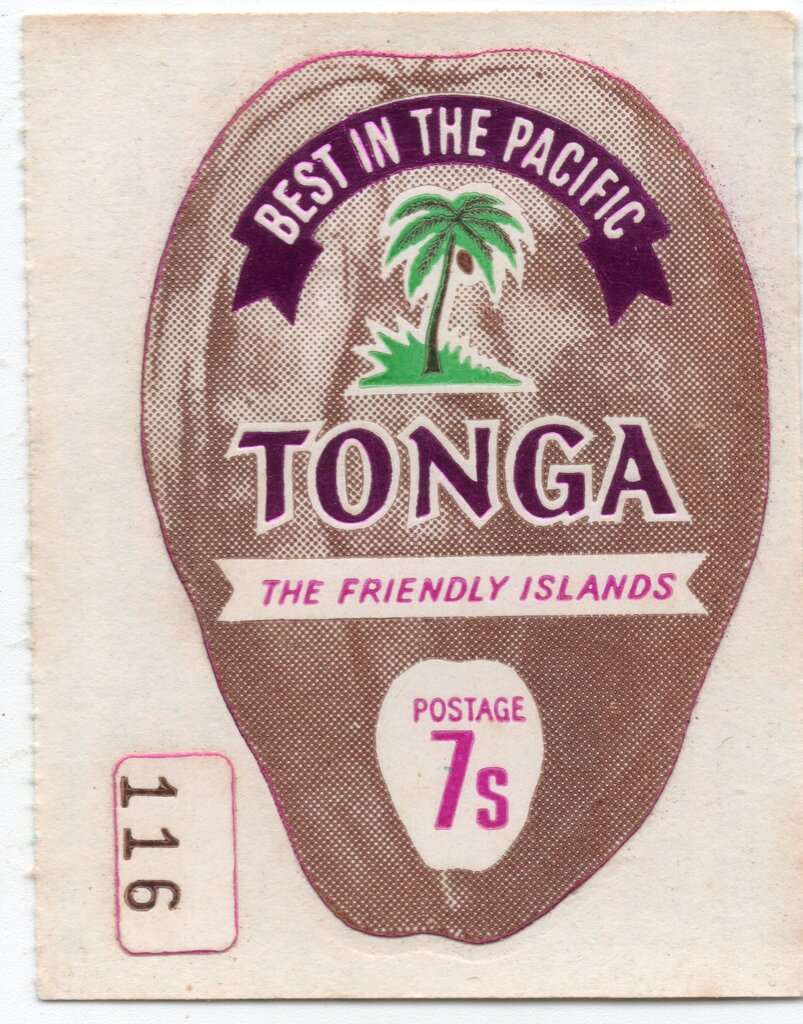 BEST IN THE PACIFIC
TONGA
THE FRIENDLY ISLANDS
POSTAGE
7s
116